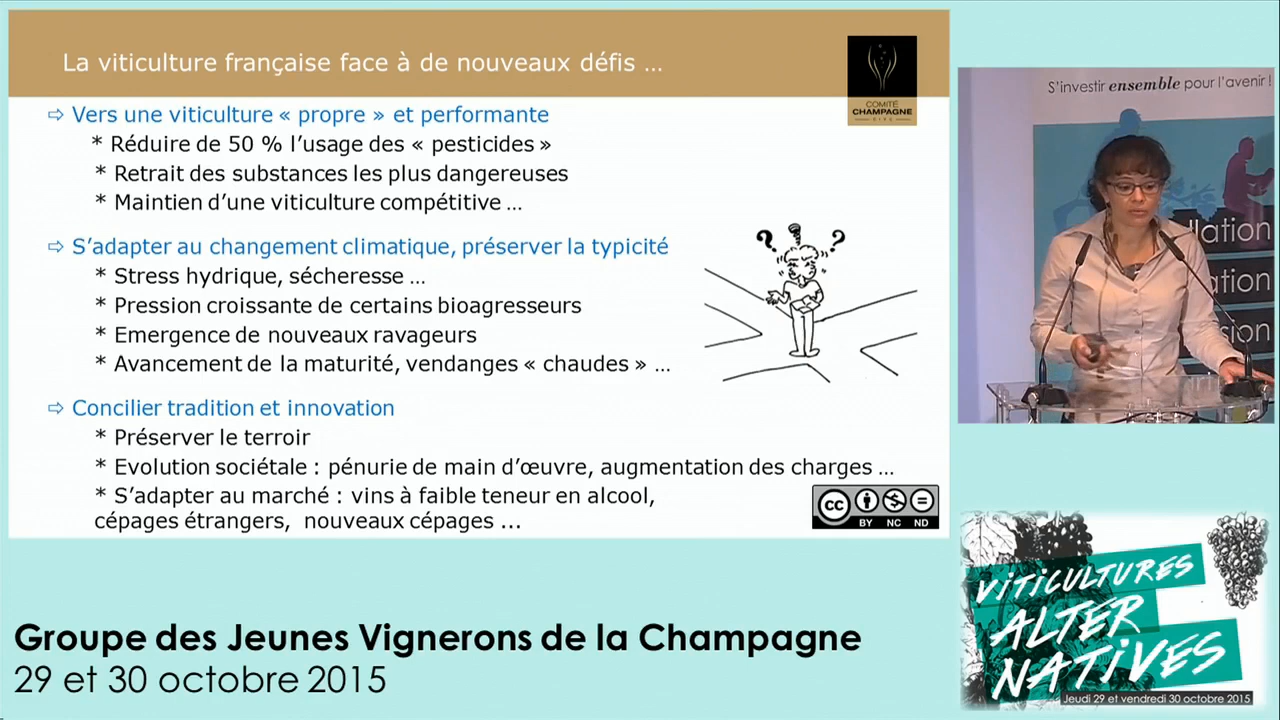 La viticulture française face à de nouveaux défis ...
COMITÉ
CHAMPAGNE
⇨ Vers une viticulture « propre » et performante
* Réduire de 50 % l’usage des « pesticides »
* Retrait des substances les plus dangereuses
* Maintien d’une viticulture compétitive ...
⇨ S’adapter au changement climatique, préserver la typicité
* Stress hydrique, sécheresse ...
* Pression croissante de certains bioagresseurs
* Emergence de nouveaux ravageurs
* Avancement de la maturité, vendanges « chaudes » ...
? ?
⇨ Concilier tradition et innovation
* Préserver le terroir
* Evolution sociétale : pénurie de main d’œuvre, augmentation des charges ...
* S’adapter au marché : vins à faible teneur en alcool,
cépages étrangers, nouveaux cépages ...
cc
BY NC ND
S’investir ensemble pour l’avenir !
Groupe des Jeunes Vignerons de la Champagne
29 et 30 octobre 2015
VITICULTURES
ALTER
NATIVES
Jeudi 29 et vendredi 30 octobre 2015